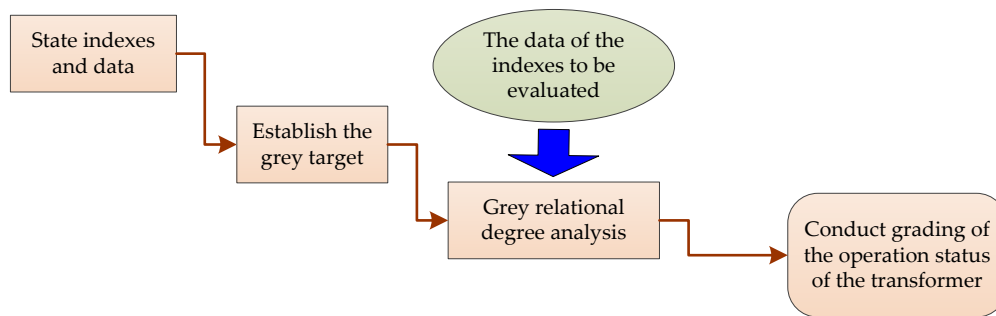 State indexes
and data
The data of the
indexes to be
evaluated
Establish the
grey target
Grey relational
degree analysis
Conduct grading of
the operation status
of the transformer